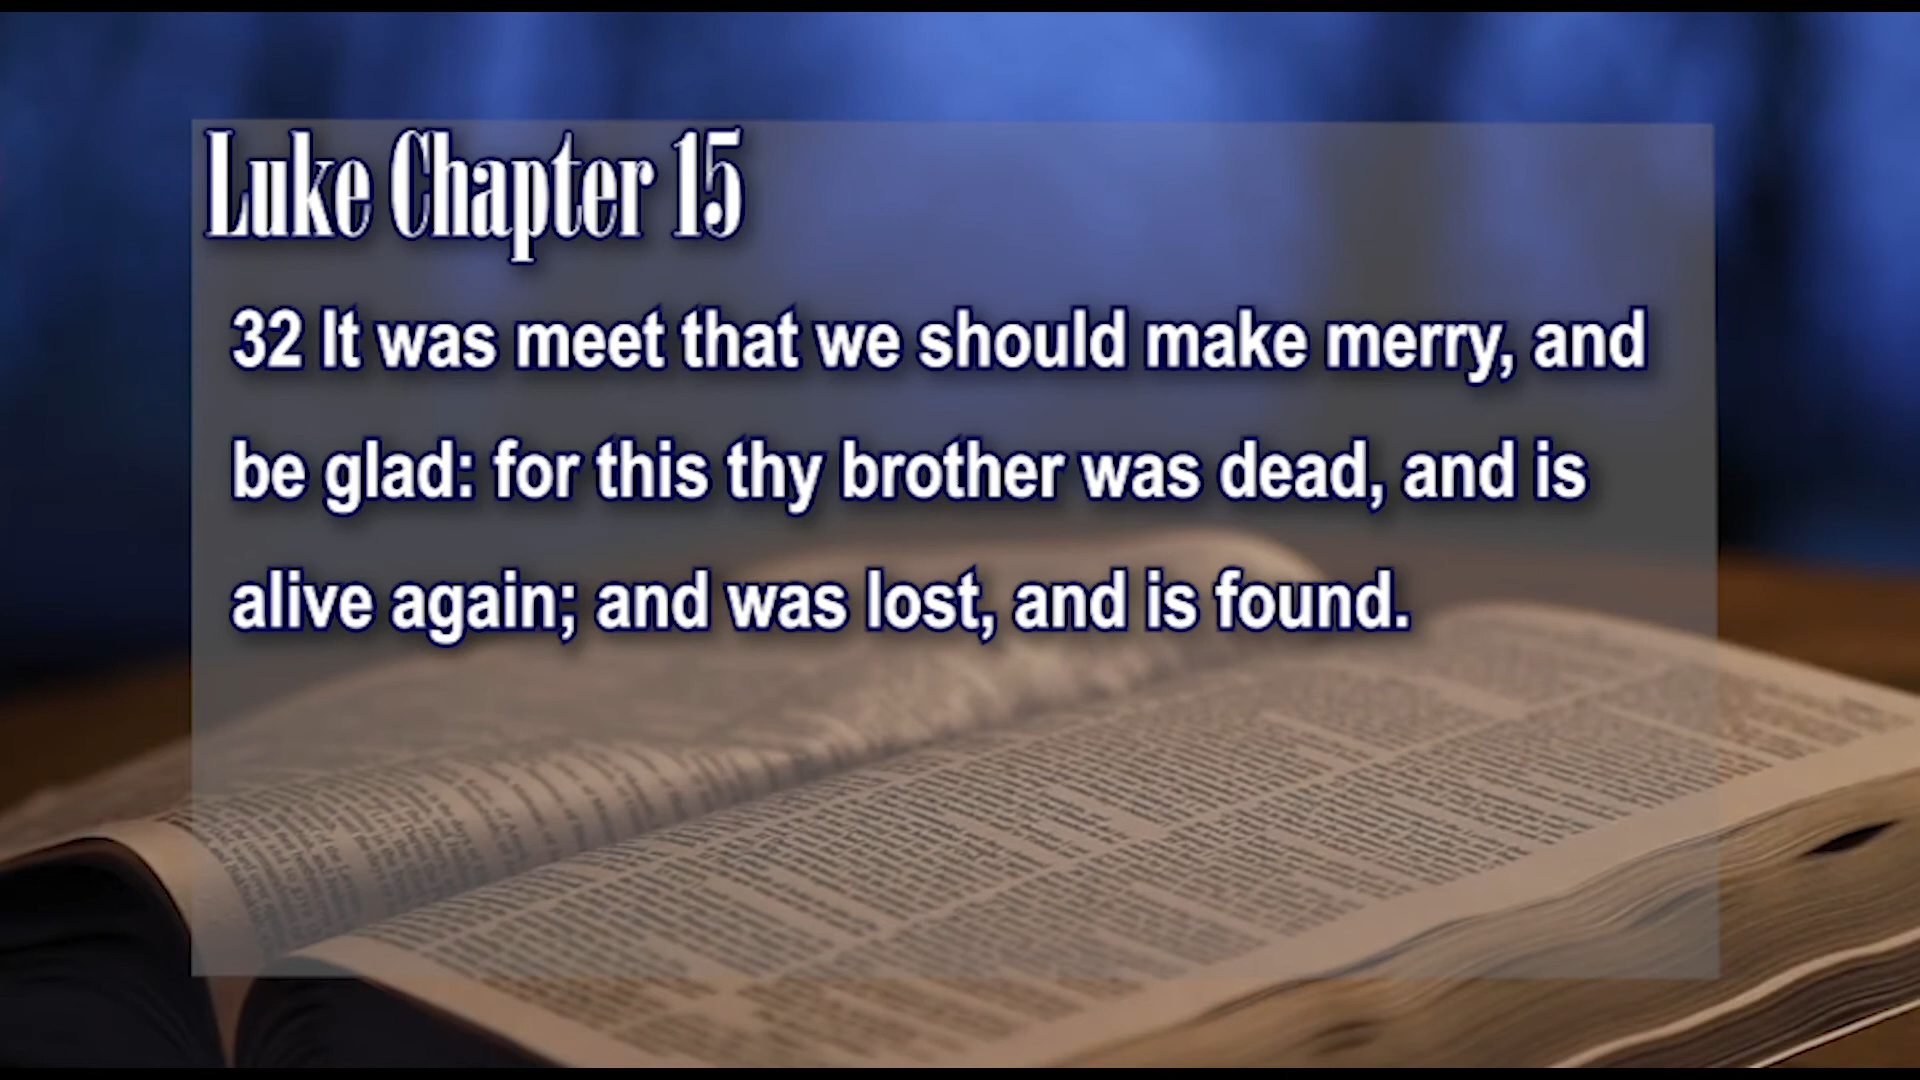 Luke Chapter 15
32 It was meet that we should make merry, and
be glad: for this thy brother was dead, and is
alive again; and was lost, and is found.